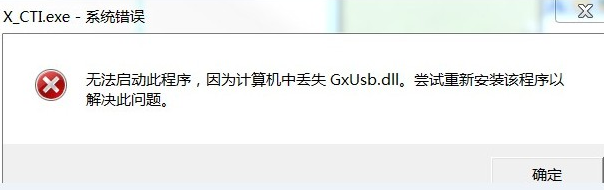 X_CTI.exe - 系统错误
无法启动此程序，因为计算机中丢失 GxUsb.dll。尝试重新安装该程序以
解决此问题。
确定